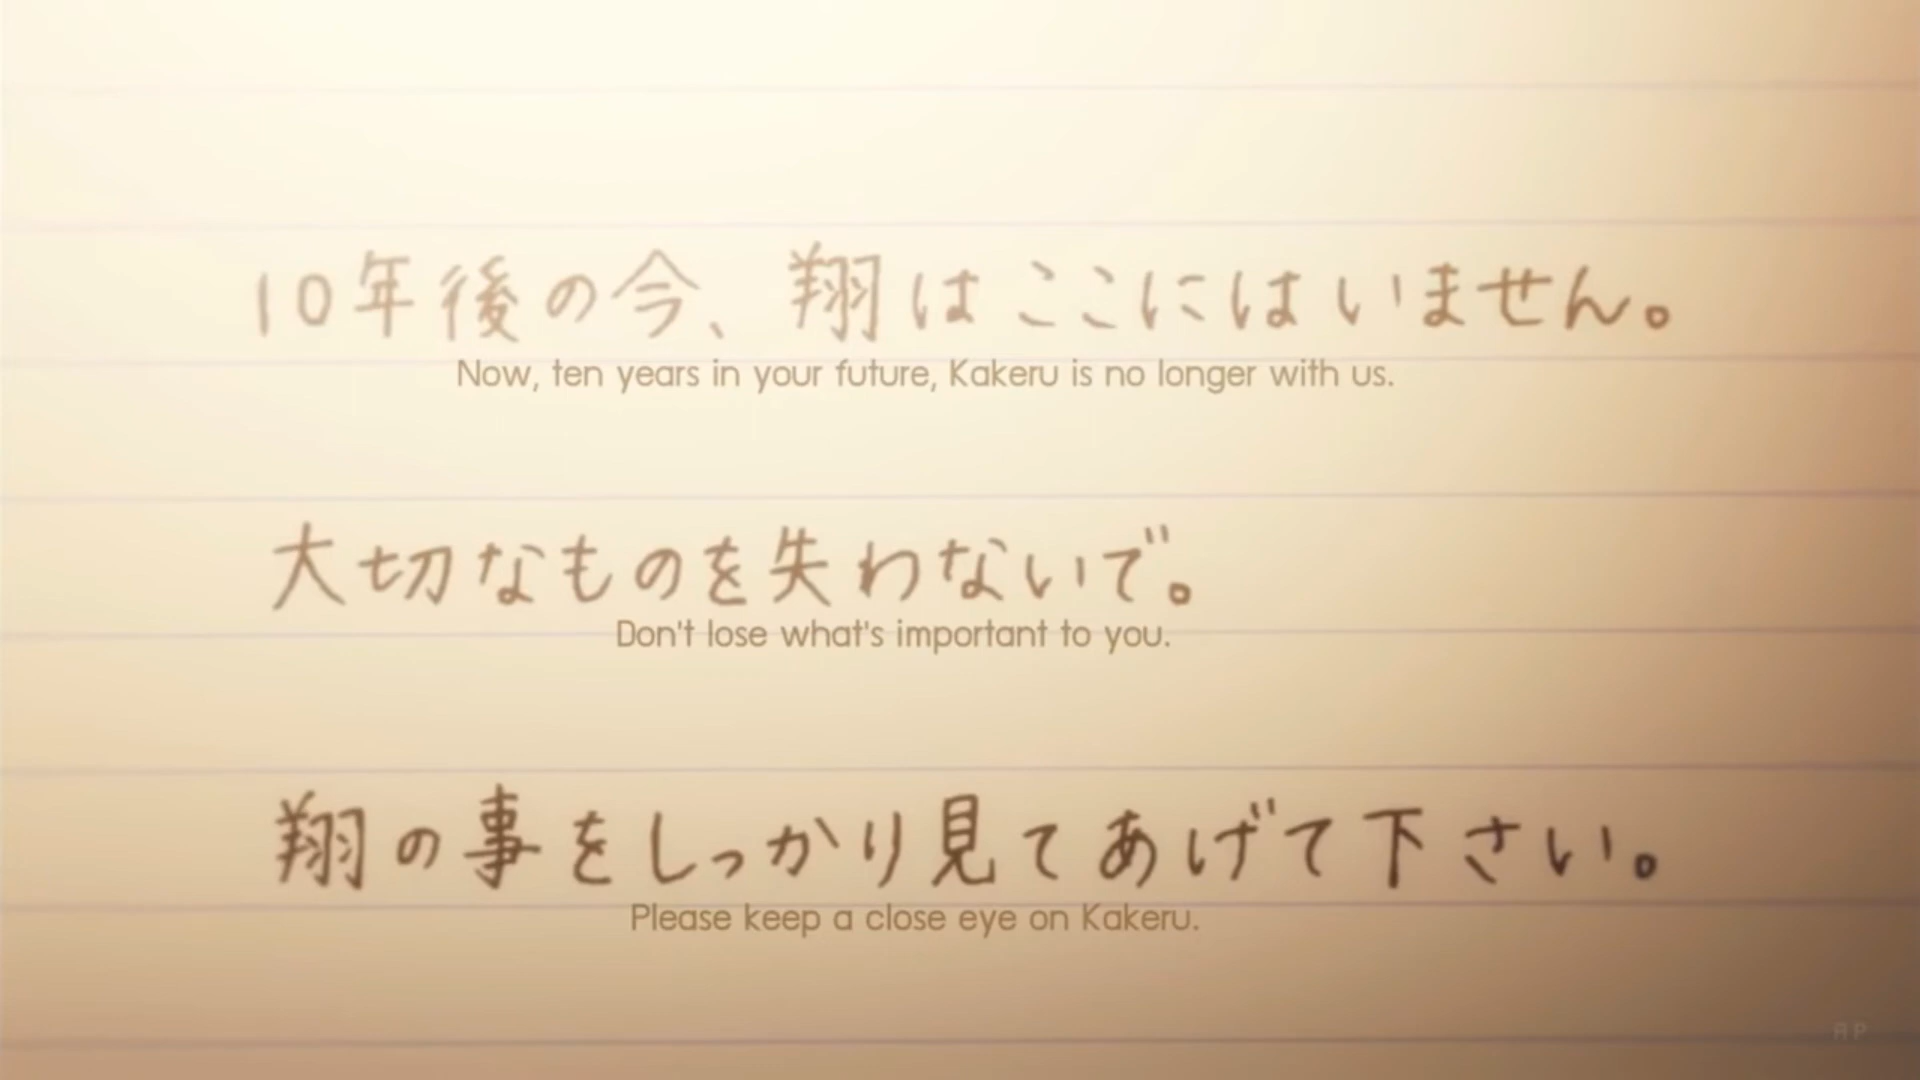 10年後の今、翔はここにはいません。
Now, ten years in your future, Kakeru is no longer with us.
大切なものを失わないで。
Don't lose what's important to you.
翔の事をしっかり見てあげて下さい。
Please keep a close eye on Kakeru.
AP